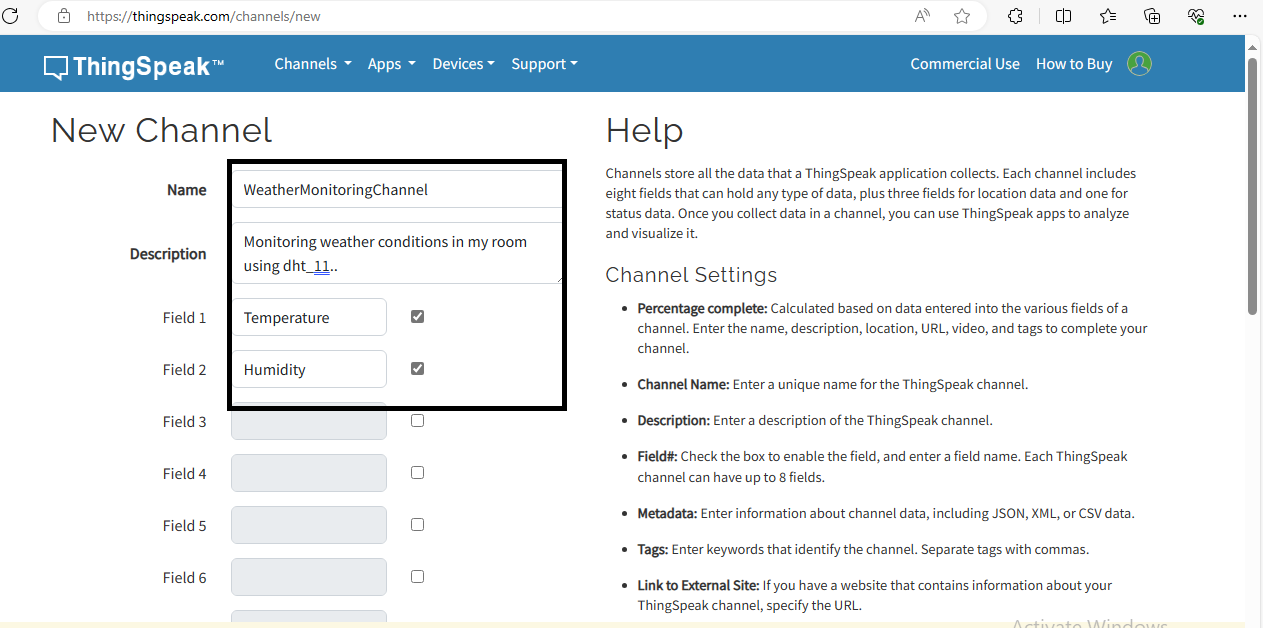 https://thingspeak.com/channels/new
ThingSpeak™
Channels
Apps
Devices
Support
Commercial Use
How to Buy
New Channel
Name
WeatherMonitoringChannel
Description
Monitoring weather conditions in my room
using dht_11..
Field 1
Temperature
Field 2
Humidity
Field 3
Field 4
Field 5
Field 6
Help
Channels store all the data that a ThingSpeak application collects. Each channel includes
eight fields that can hold any type of data, plus three fields for location data and one for
status data. Once you collect data in a channel, you can use ThingSpeak apps to analyze
and visualize it.
Channel Settings
• Percentage complete: Calculated based on data entered into the various fields of a
channel. Enter the name, description, location, URL, video, and tags to complete your
channel.
• Channel Name: Enter a unique name for the ThingSpeak channel.
• Description: Enter a description of the ThingSpeak channel.
• Field#: Check the box to enable the field, and enter a field name. Each ThingSpeak
channel can have up to 8 fields.
• Metadata: Enter information about channel data, including JSON, XML, or CSV data.
• Tags: Enter keywords that identify the channel. Separate tags with commas.
• Link to External Site: If you have a website that contains information about your
ThingSpeak channel, specify the URL.
Activate Windows